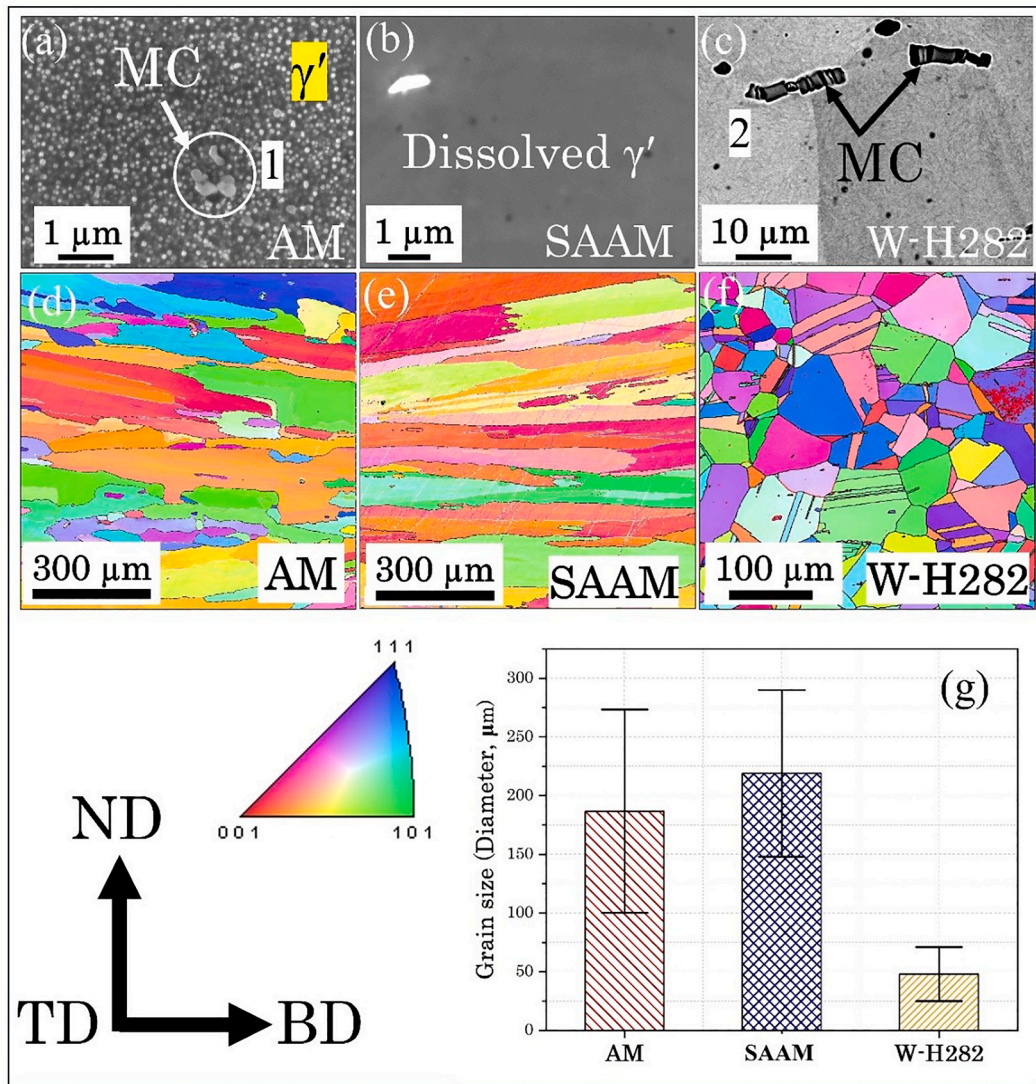 (a)
MC
γ′
1
1 μm
AM
(b)
Dissolved γ′
1 μm
SAAM
(c)
2
MC
10 μm
W-H282
(d)
300 μm
AM
(e)
300 μm
SAAM
(f)
100 μm
W-H282
111
001
101
ND
TD
BD
(g)
Grain size (Diameter, μm)
300
250
200
150
100
50
0
AM
SAAM
W-H282